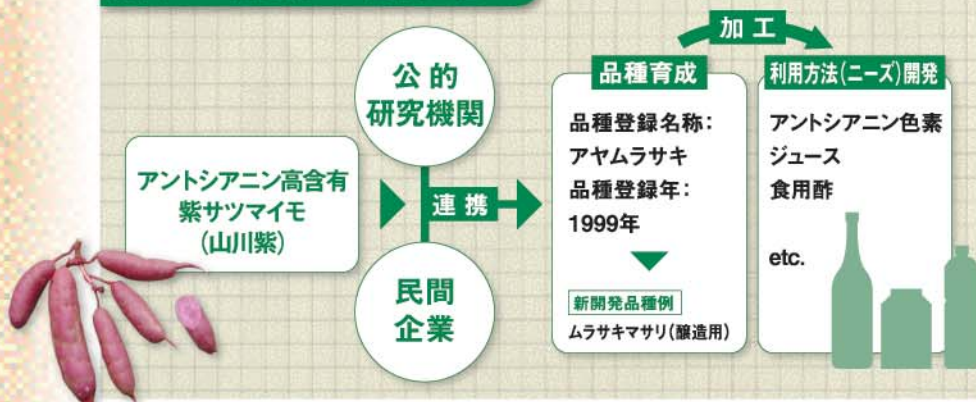 アントシアニン高含有
紫サツマイモ
(山川紫)
公的
研究機関
連携
民間
企業
加工
品種育成
品種登録名称:
アヤムラサキ
品種登録年:
1999年
新開発品種例
ムラサキマサリ(醸造用)
利用方法(ニーズ)開発
アントシアニン色素
ジュース
食用酢
etc.